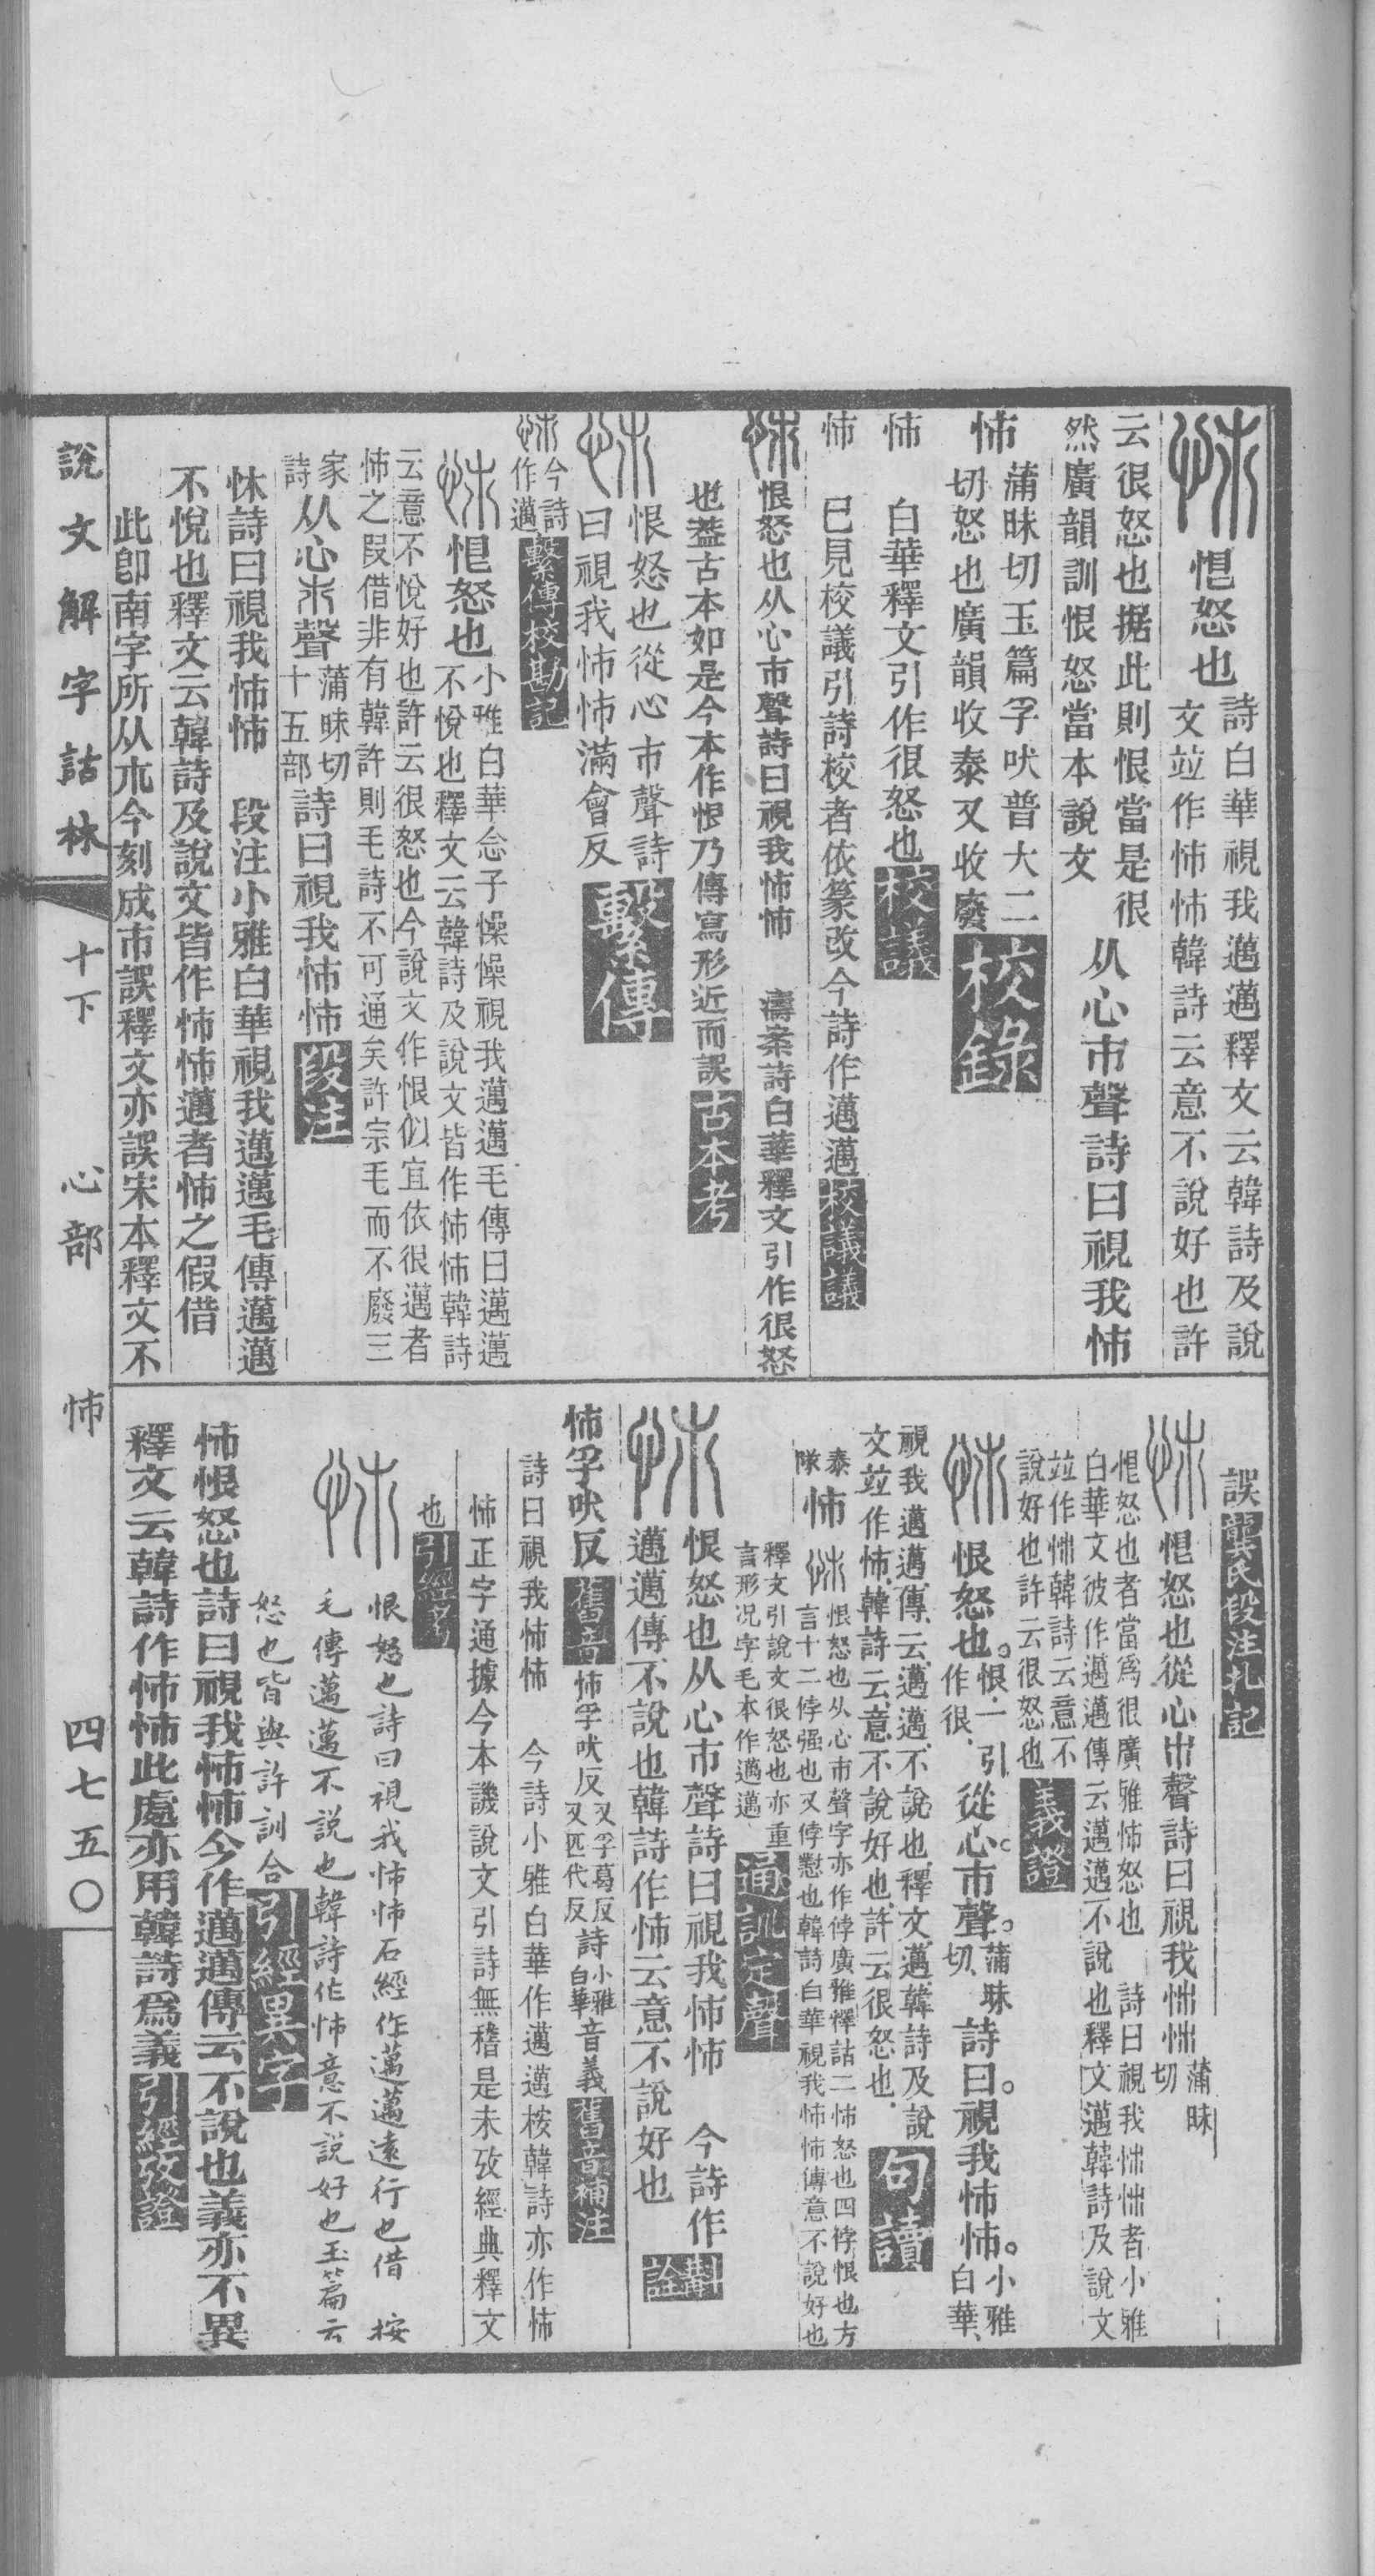 怽恨怒也詩白華視我邁邁釋文云韓詩及說
文竝作怖怖韓詩云意不說好也許
云很怒也据此則恨當是很
然廣韻訓恨怒當本說文
从心巿聲詩曰視我怖
怖蒲昧切玉篇孚吠普大二
切怒也廣韻收泰又收廢校錄
怖 白華釋文引作很怒也校議
怖 已見校議引詩校者依篆改今詩作邁邁校議議
恨怒也从心巿聲詩曰視我怖怖 濤案詩白華釋文引作很怒
也葢古本如是今本作恨乃傳寫形近而誤古本考
恨怒也從心巿聲詩
曰視我怖怖滿會反繫傳
今詩作邁繫傳校勘記
恨怒也小雅白華念子懆懆視我邁邁毛傳曰邁邁
不悅也釋文云韓詩及說文皆作怖怖韓詩
云意不悅好也許云很怒也今說文作恨似宜依很邁者
怖之叚借非有韓許則毛詩不可通矣許宗毛而不廢三
家詩从心巿聲蒲昧切十五部詩曰視我怖怖段注
怽詩曰視我怖怖 段注小雅白華視我邁邁毛傳邁邁
不悅也釋文云韓詩及說文皆作怖怖邁者怖之假借
此卽南字所从朩今刻成市誤釋文亦誤宋本釋文不
誤龔氏段注札記
恨怒也從心出聲詩曰視我怞怞蒲昧切
恨怒也者當爲很廣雅怖怒也 詩曰視我怞怞者小雅
白華文彼作邁邁傳云邁邁不說也釋文邁韓詩及說文
竝作怞韓詩云意不
說好也許云很怒也義證
恨怒也。恨、一引作很、從心。巿聲。蒲昧切、詩曰。視我怖怖。小雅白華、
視我邁邁傳、云邁邁、不說也、釋文、邁、韓詩及說
文竝作怖、韓詩云、意不說好也、許云、很怒也、句讀
泰隊怖恨怒也从心巿聲字亦作悖廣雅釋詁二怖怒也四悖恨也方
言十二悖强也又悖懟也韓詩白華視我怖怖傳意不說好也
釋文引說文很怒也亦重
言形況字毛本作邁邁通訓定聲
恨怒也从心巿聲詩曰視我怖怖 今詩作
邁邁傳不說也韓詩作怖云意不說好也斠詮
怖孚吠反舊音怖孚吠反又孚葛反又匹代反詩小雅白華音義舊音補注
詩曰視我怖怖 今詩小雅白華作邁邁桉韓詩亦作怖
怖正字通據今本譏說文引詩無稽是未攷經典釋文
也引經考
恨怒也詩曰視我怖怖石經作邁邁遠行也借 按
毛傳邁邁不說也韓詩作怖意不說好也玉篇云
怒也皆與許訓合引經異字
怖恨怒也詩曰視我怖怖今作邁邁傳云不說也義亦不異
釋文云韓詩作怖怖此處亦用韓詩爲義引經攷證
說文解字詁林 十下 心部 怖 四七五〇